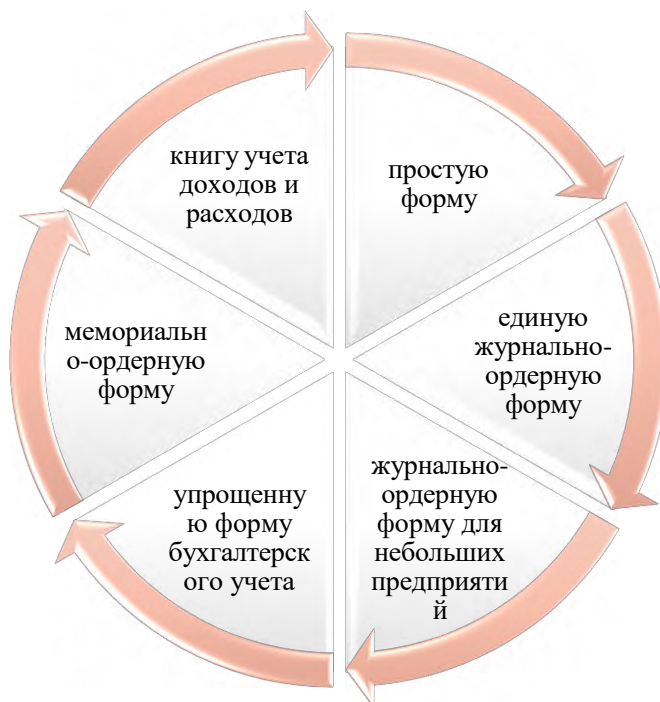 простую
форму
единую
журнально-
ордерную
форму
журнально-
ордерную
форму для
небольших
предприяти
й
упрощенну
ю форму
бухгалтерск
ого учета
мемориальн
о-ордерную
форму
книгу учета
доходов и
расходов